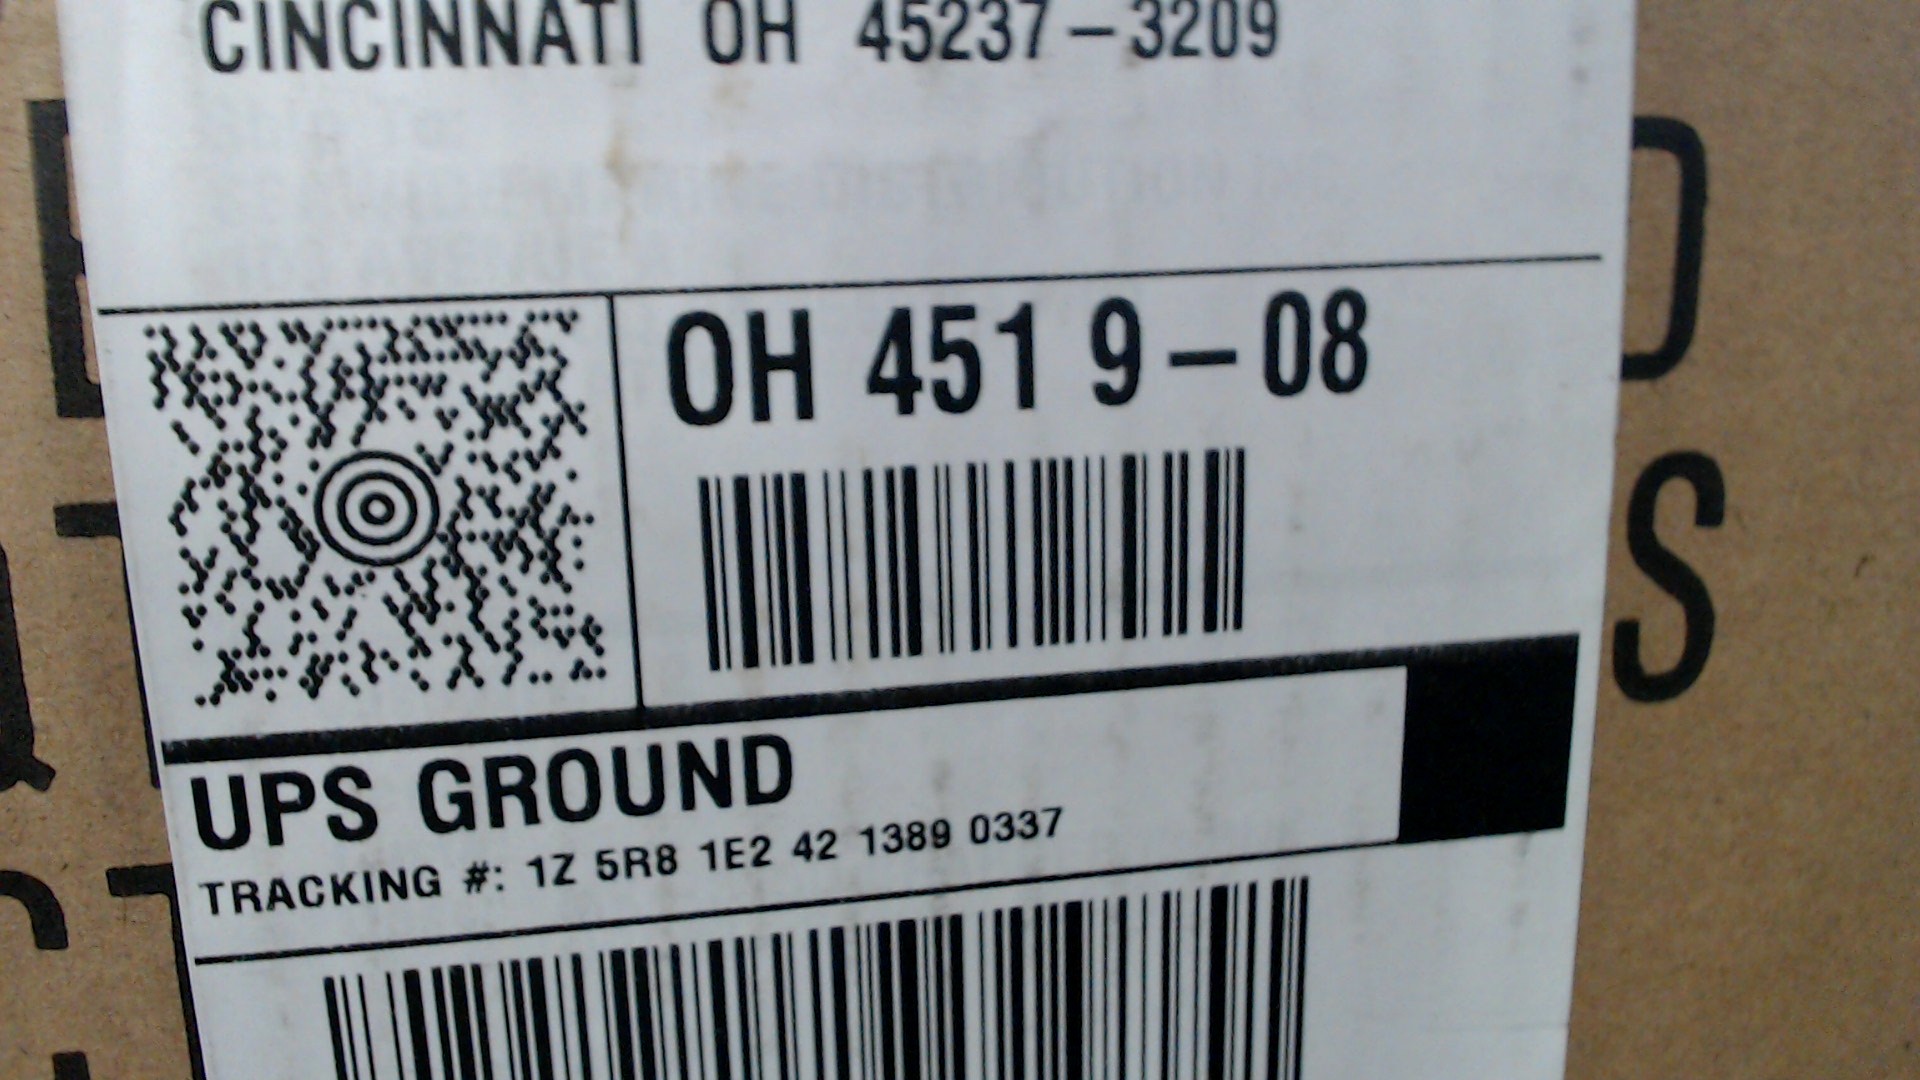 CINCINNATI OH 45237-3209
OH 451 9-08
UPS GROUND
TRACKING #: 1Z 5R8 1E2 42 1389 0337
D
S